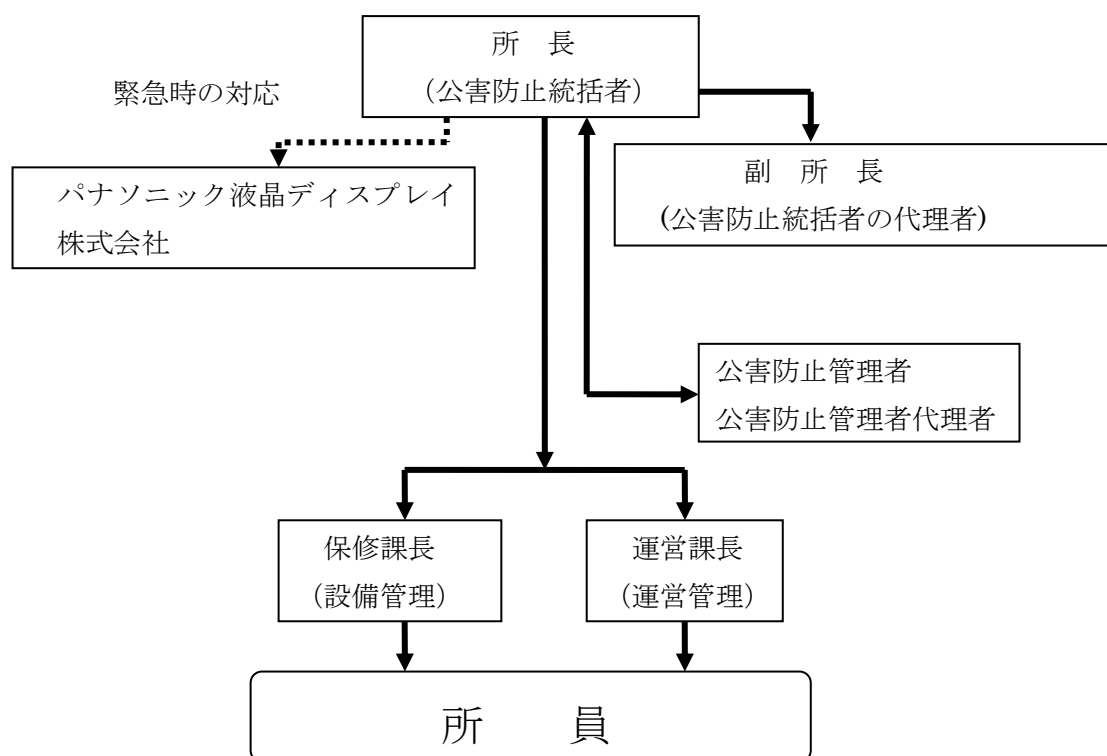 所　長
（公害防止統括者）
緊急時の対応
パナソニック液晶ディスプレイ
株式会社
副　所　長
(公害防止統括者の代理者)
公害防止管理者
公害防止管理者代理者
保修課長
（設備管理）
運営課長
（運営管理）
所　　員